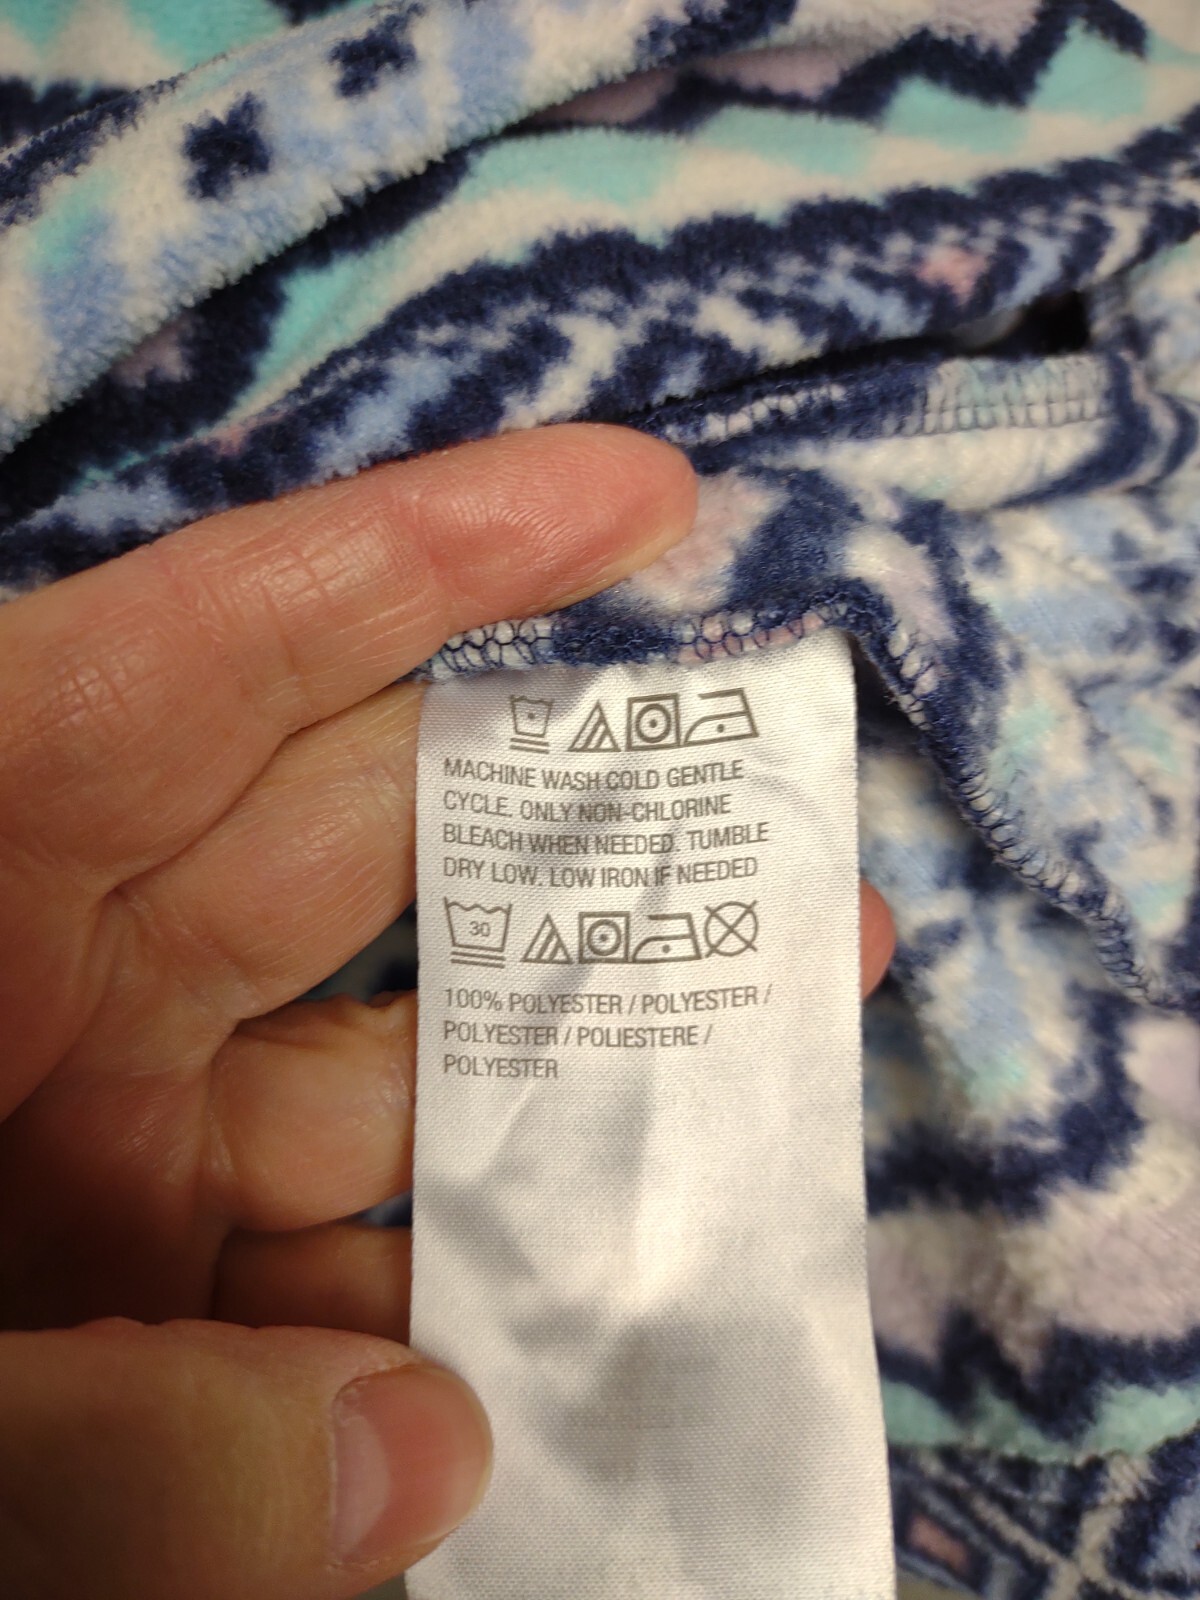 MACHINE WASH COLD GENTLE
CYCLE. ONLY NON-CHLORINE
BLEACH WHEN NEEDED. TUMBLE
DRY LOW. LOW IRON IF NEEDED
30
100% POLYESTER / POLYESTER /
POLYESTER / POLIESTERE /
POLYESTER